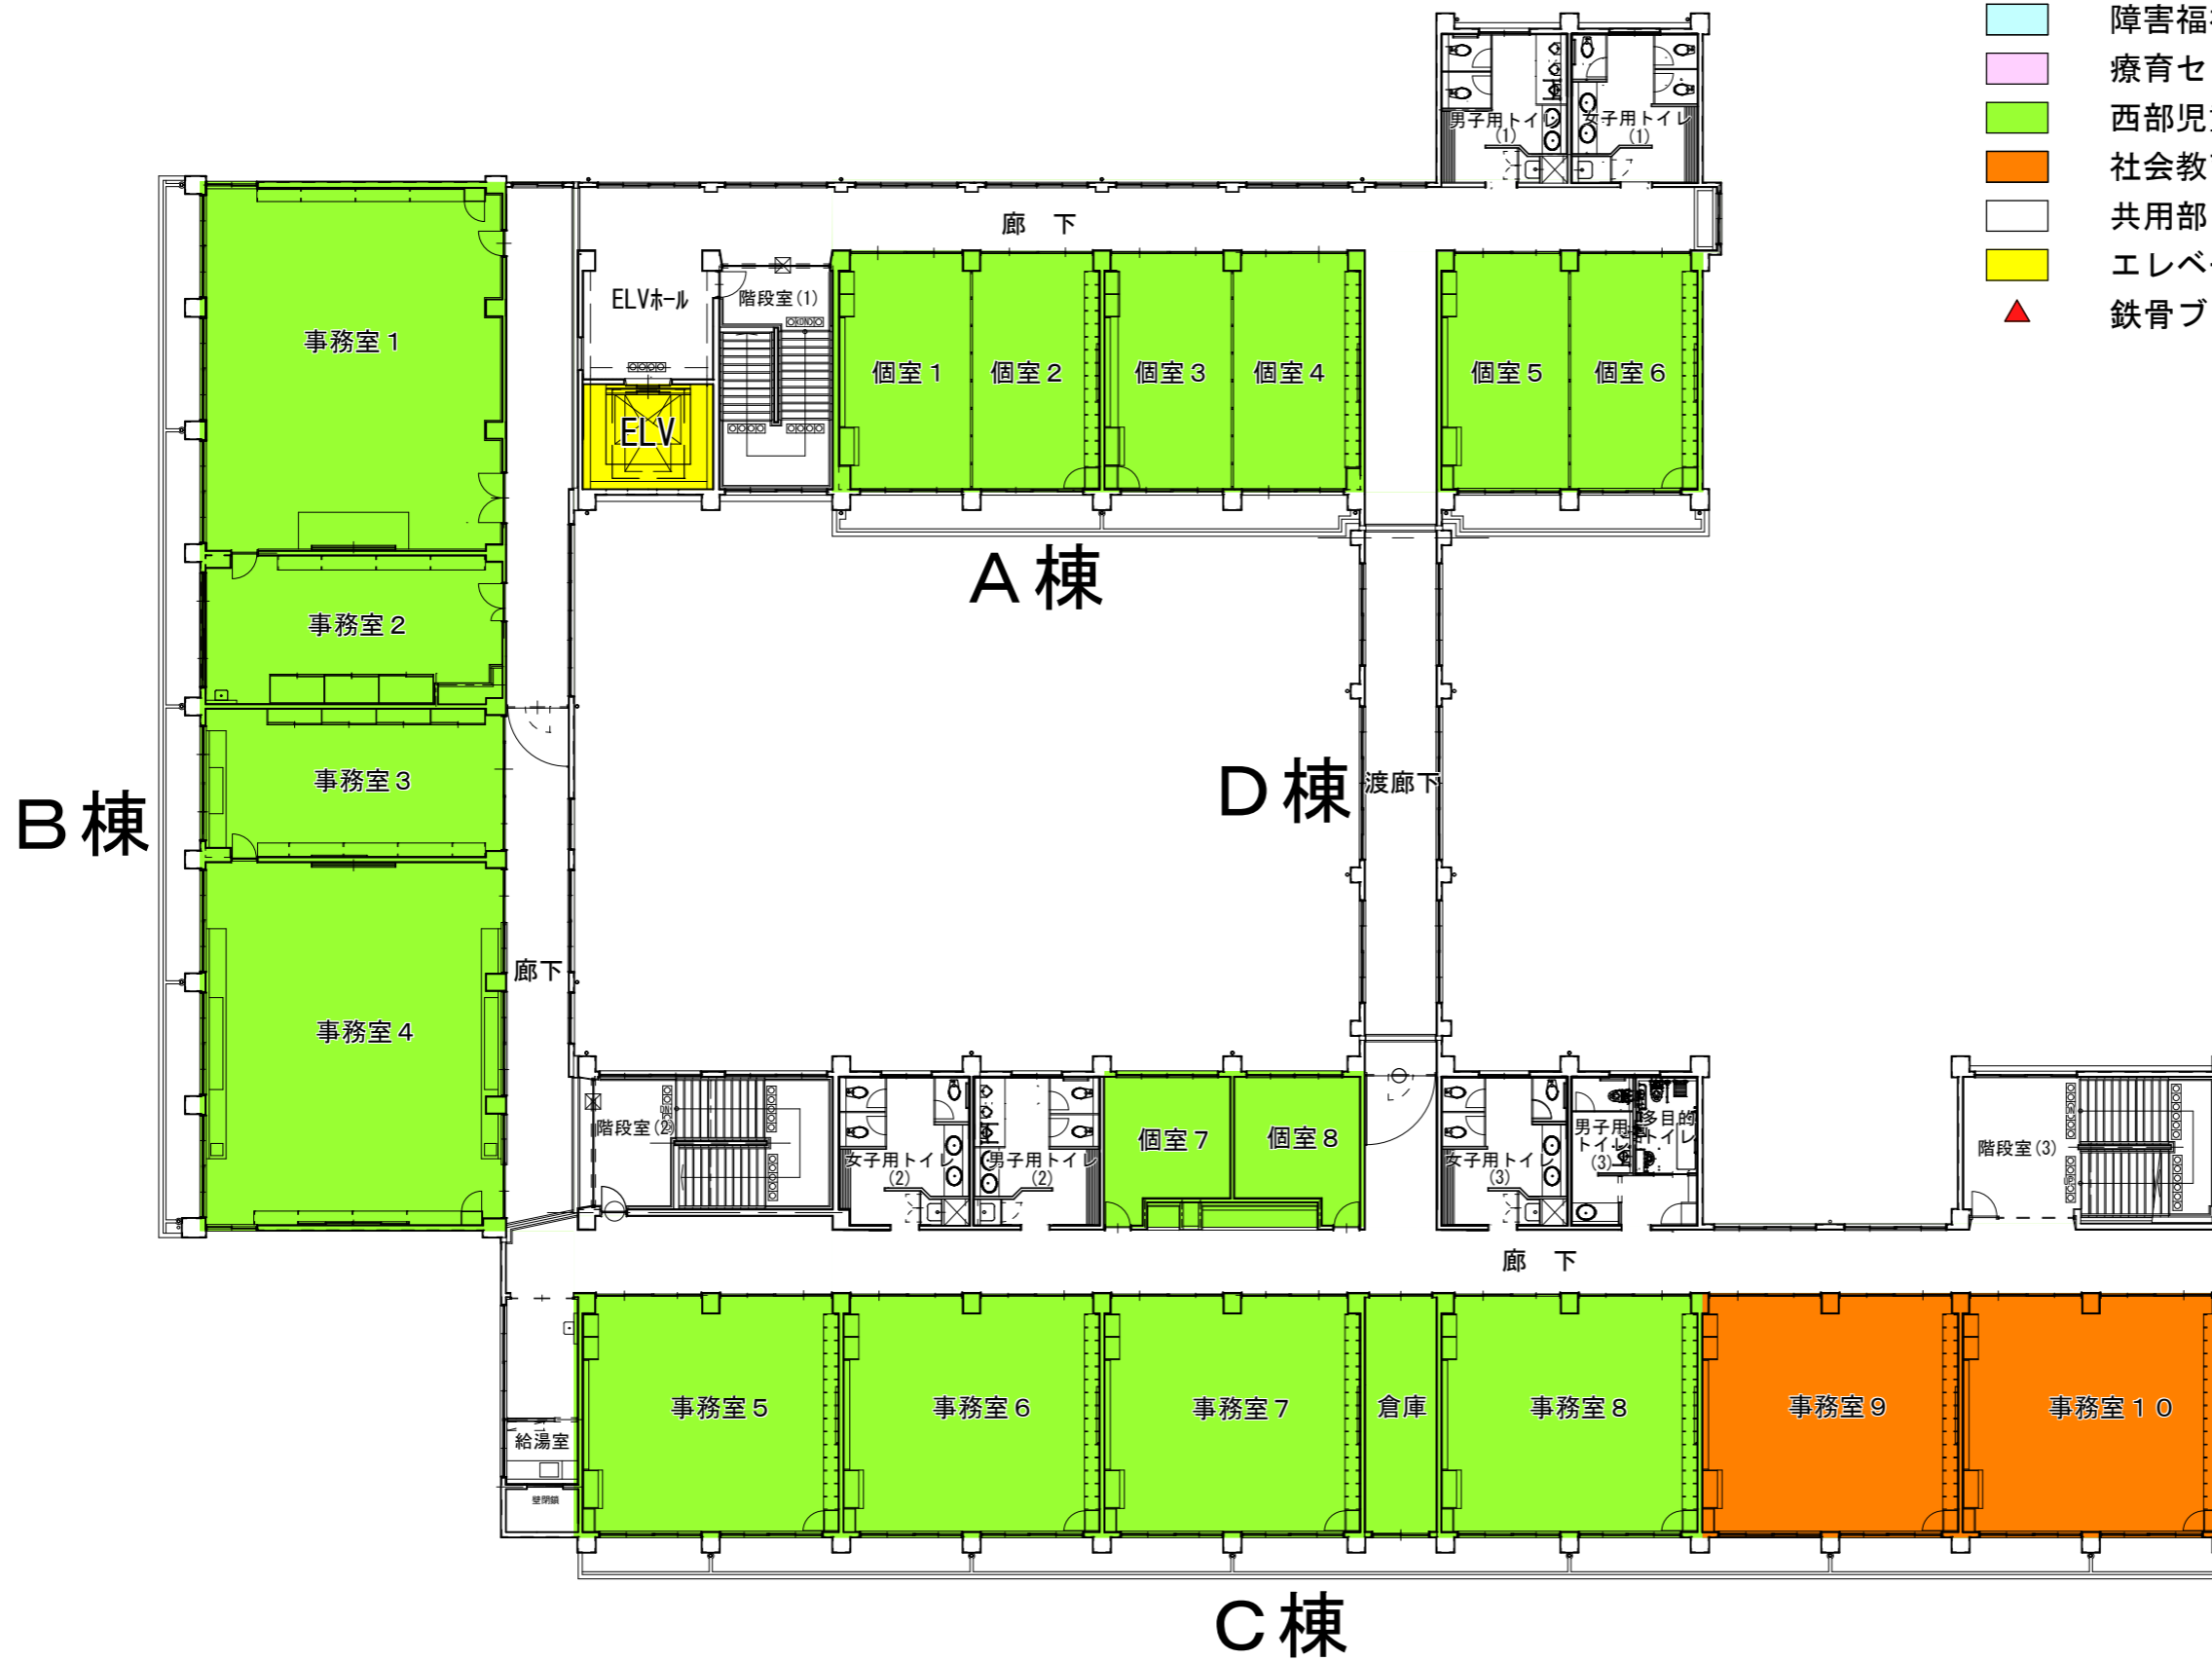 障害福
療育セ
西部児
社会教
共用部
エレベ
鉄骨ブ
男子用トイレ
(1)
女子用トイレ
(1)
廊　下
ELVホール
階段室(1)
ELV
事務室１
個室１
個室２
個室３
個室４
個室５
個室６
Ａ棟
事務室２
事務室３
Ｂ棟
Ｄ棟
渡廊下
廊下
事務室４
階段室(2)
女子用トイレ
(2)
男子用トイレ
(2)
個室７
個室８
女子用トイレ
(3)
男子用
トイレ
(3)
多目的
トイレ
階段室(3)
廊　下
事務室５
事務室６
事務室７
倉庫
事務室８
事務室９
事務室１０
給湯室
壁閉鎖
Ｃ棟